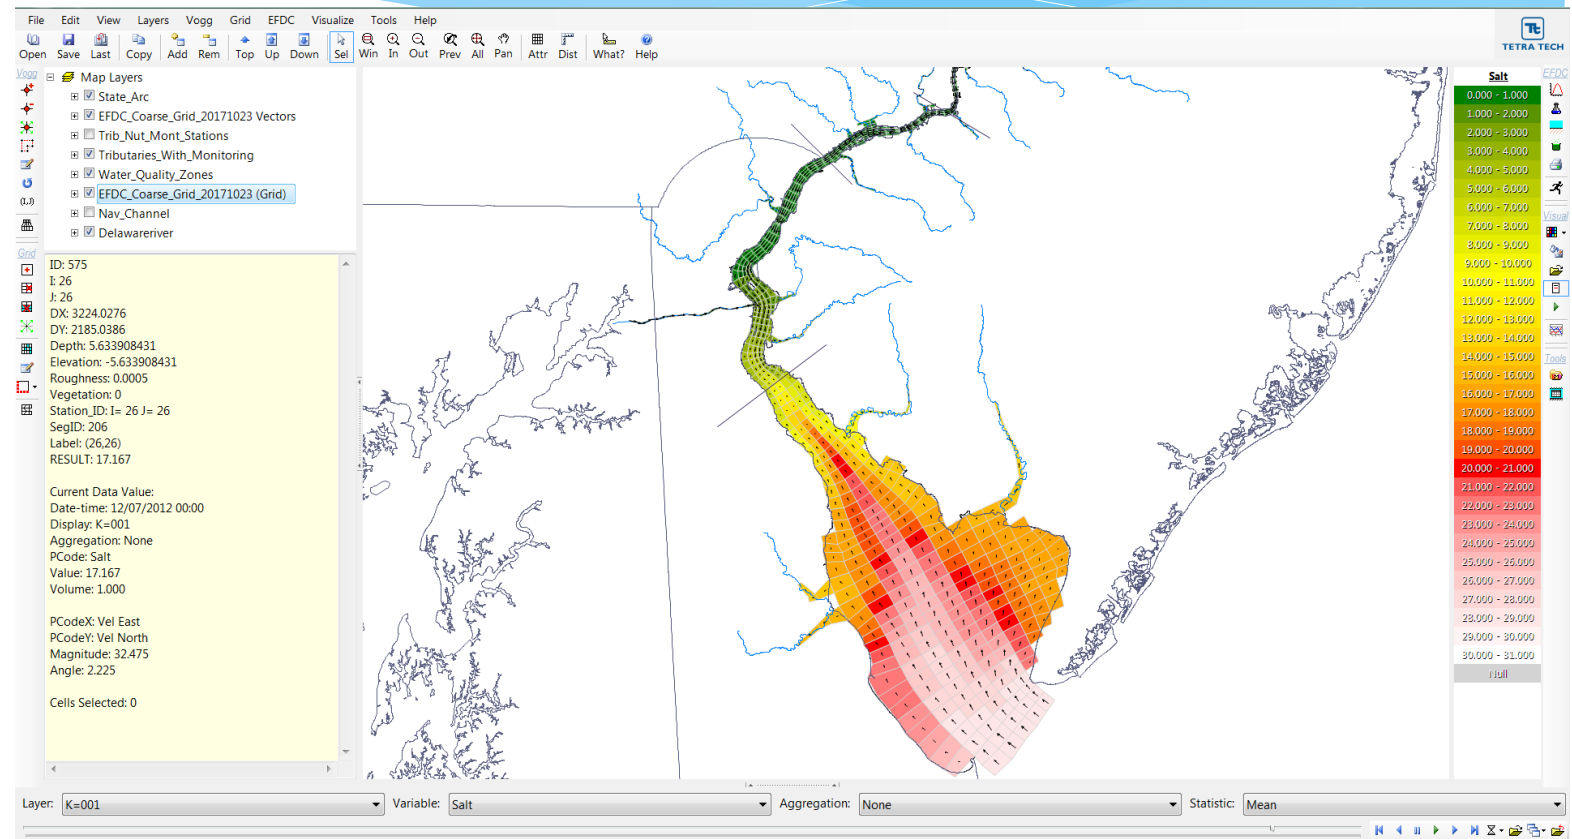 File Edit View Layers Vogg Grid EFDC Visualize Tools Help
Open Save Last Copy Add Rem Top Up Down Sel Win In Out Prev All Pan Attr Dist What? Help
TETRA TECH
Vogg
Map Layers
State_Arc
EFDC_Coarse_Grid_20171023 Vectors
Trib_Nut_Mont_Stations
Tributaries_With_Monitoring
Water_Quality_Zones
EFDC_Coarse_Grid_20171023 (Grid)
Nav_Channel
Delawareriver
(I,J)
Grid
ID: 575
I: 26
J: 26
DX: 3224.0276
DY: 2185.0386
Depth: 5.633908431
Elevation: -5.633908431
Roughness: 0.0005
Vegetation: 0
Station_ID: I= 26 J= 26
SegID: 206
Label: (26,26)
RESULT: 17.167
Current Data Value:
Date-time: 12/07/2012 00:00
Display: K=001
Aggregation: None
PCode: Salt
Value: 17.167
Volume: 1.000
PCodeX: Vel East
PCodeY: Vel North
Magnitude: 32.475
Angle: 2.225
Cells Selected: 0
Salt
0.000 - 1.000
1.000 - 2.000
2.000 - 3.000
3.000 - 4.000
4.000 - 5.000
5.000 - 6.000
6.000 - 7.000
7.000 - 8.000
8.000 - 9.000
9.000 - 10.000
10.000 - 11.000
11.000 - 12.000
12.000 - 13.000
13.000 - 14.000
14.000 - 15.000
15.000 - 16.000
16.000 - 17.000
17.000 - 18.000
18.000 - 19.000
19.000 - 20.000
20.000 - 21.000
21.000 - 22.000
22.000 - 23.000
23.000 - 24.000
24.000 - 25.000
25.000 - 26.000
26.000 - 27.000
27.000 - 28.000
28.000 - 29.000
29.000 - 30.000
30.000 - 31.000
Null
EFDC
Visual
Tools
Layer: K=001 Variable: Salt Aggregation: None Statistic: Mean